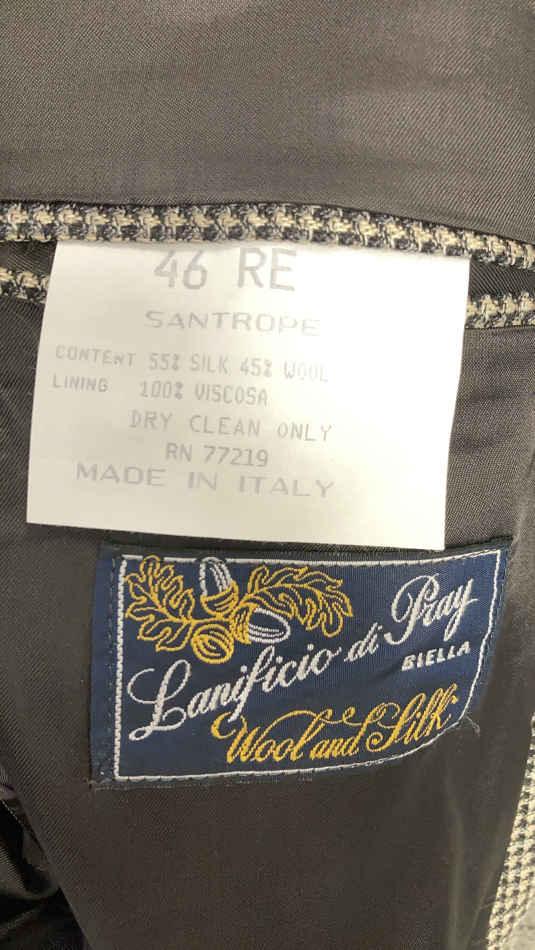 46 RE
SANTROPE
CONTENT 55% SILK 45% WOOL
LINING 100% VISCOSA
DRY CLEAN ONLY
RN 77219
MADE IN ITALY
Lanificio di Pray
BIELLA
Wool and Silk